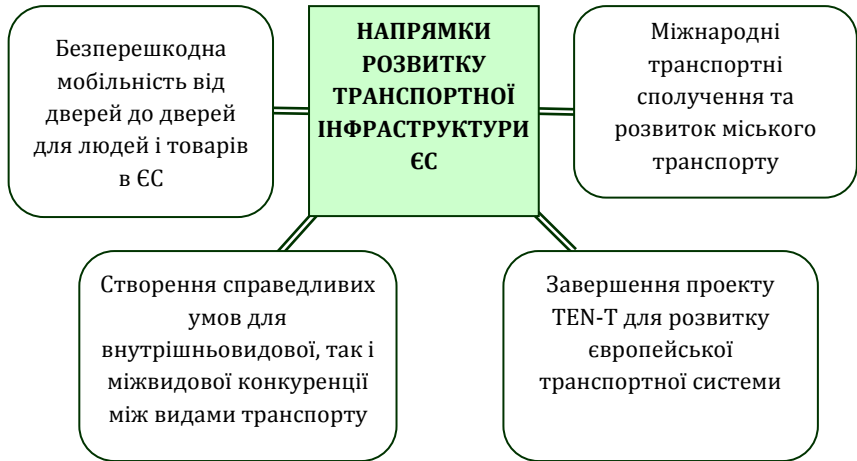 Безперешкодна
мобільність від
дверей до дверей
для людей і товарів
в ЄС
НАПРЯМКИ
РОЗВИТКУ
ТРАНСПОРТНОЇ
ІНФРАСТРУКТУРИ
ЄС
Міжнародні
транспортні
сполучення та
розвиток міського
транспорту
Створення справедливих
умов для
внутрішньовидової, так і
міжвидової конкуренції
між видами транспорту
Завершення проекту
TEN-T для розвитку
європейської
транспортної системи